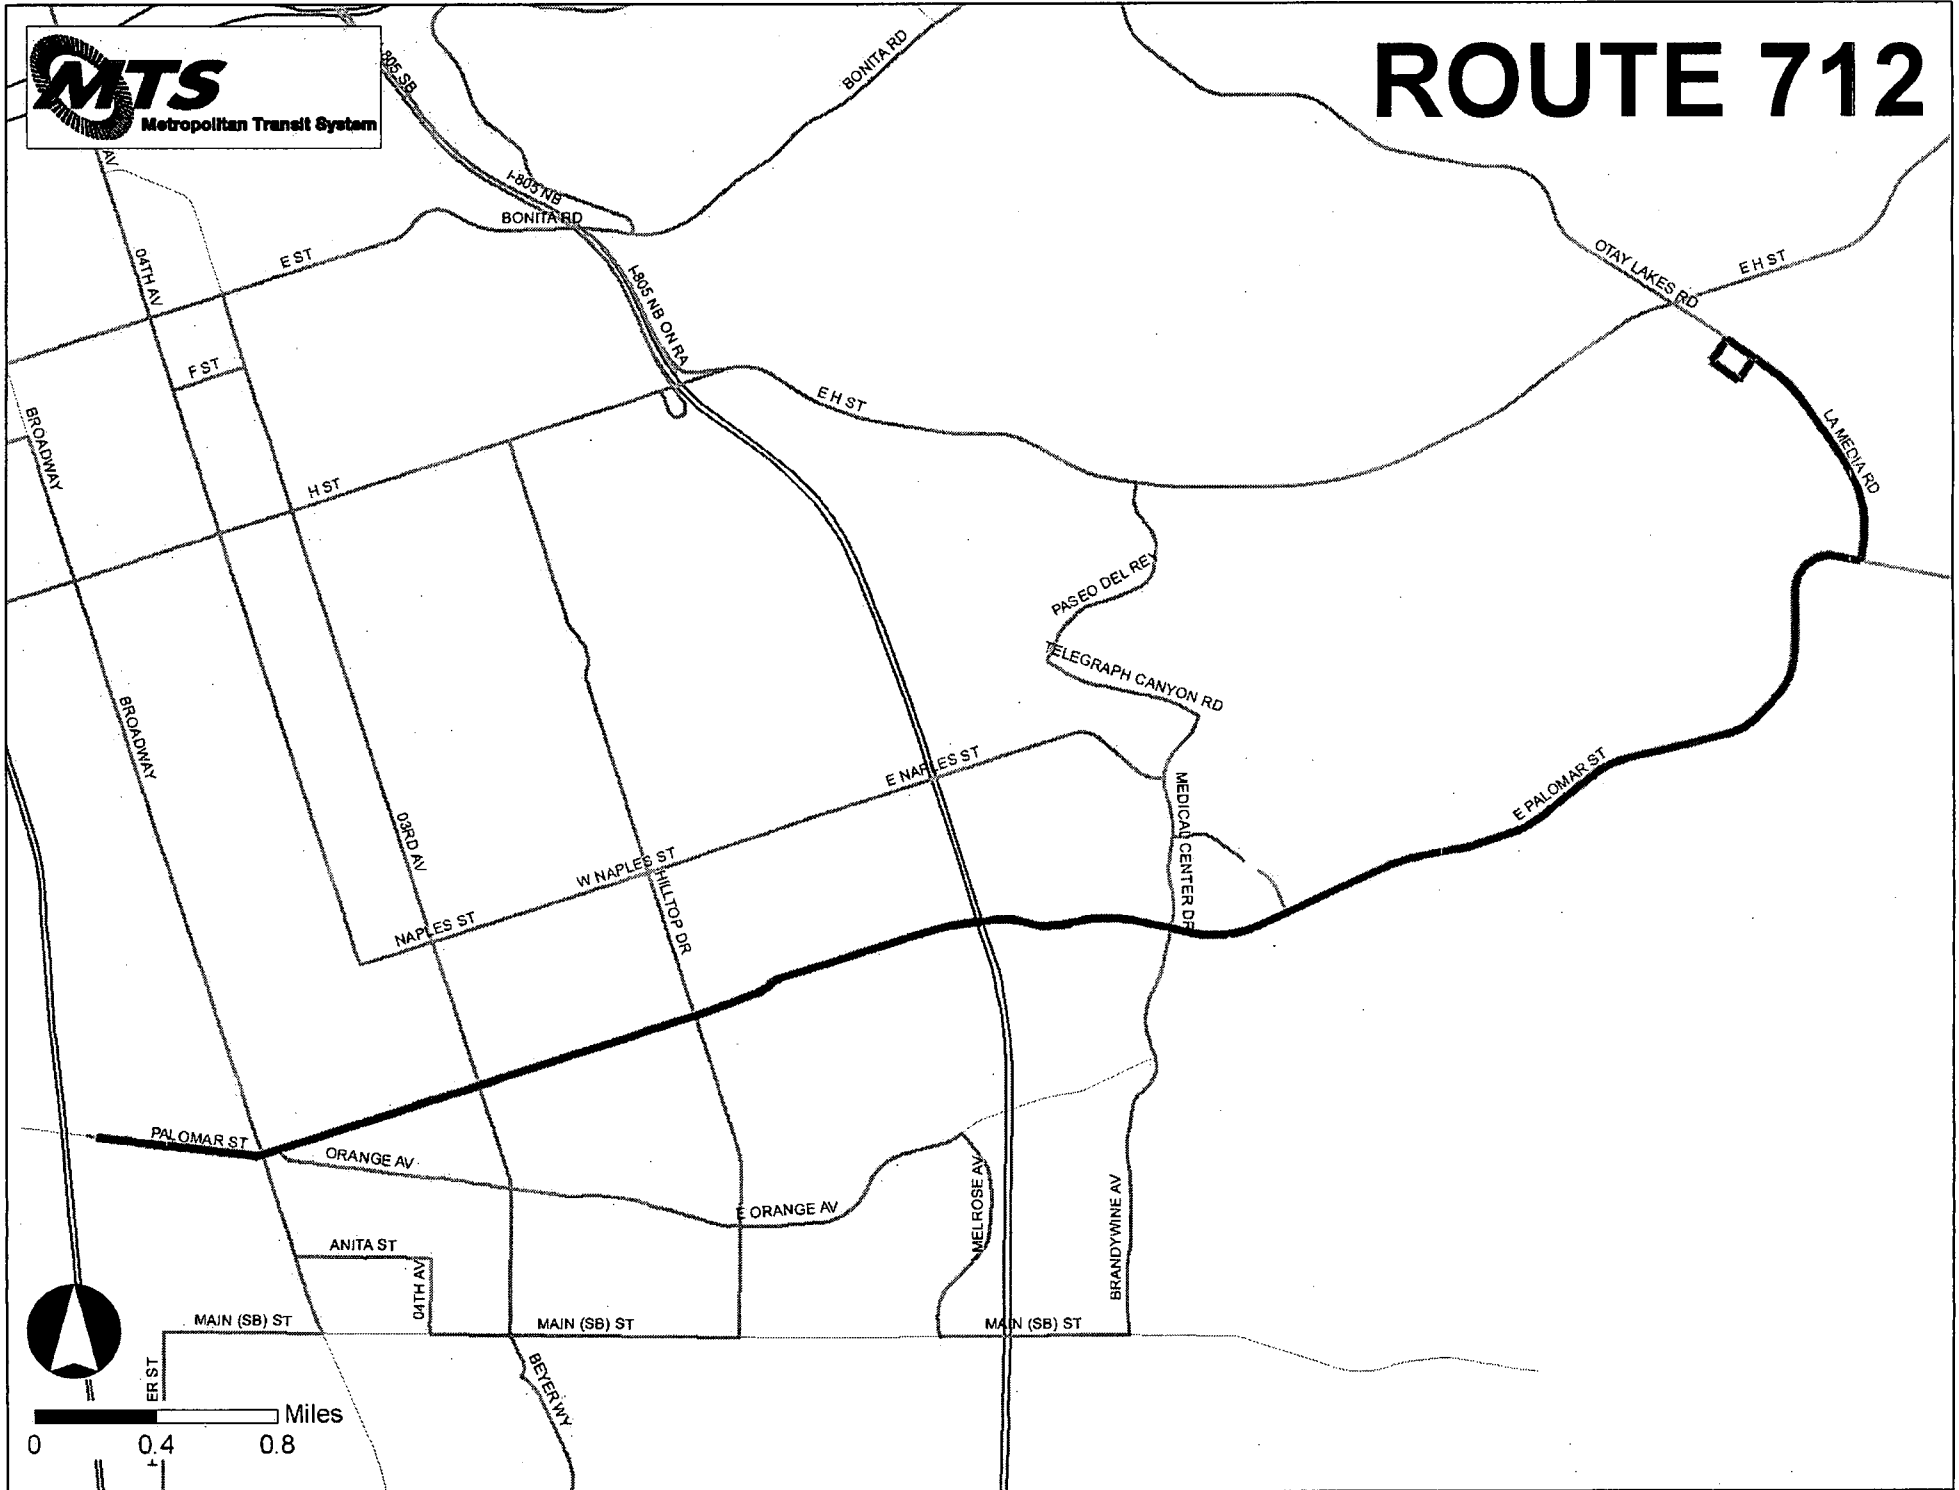 ROUTE 712
MTS
Metropolitan Transit System
805 SB
BONITA RD
AV
I-805 NB
BONITA RD
04TH AV
E ST
I-805 NB ON RA
OTAY LAKES RD
E H ST
F ST
E H ST
BROADWAY
LA MEDIA RD
H ST
PASEO DEL REY
TELEGRAPH CANYON RD
BROADWAY
E NAPLES ST
E PALOMAR ST
MEDICAL CENTER DR
03RD AV
W NAPLES ST
HILLTOP DR
NAPLES ST
PALOMAR ST
ORANGE AV
E ORANGE AV
MELROSE AV
BRANDYWINE AV
ANITA ST
04TH AV
MAIN (SB) ST
MAIN (SB) ST
MAIN (SB) ST
ER ST
BEYER WY
Miles
0 0.4 0.8